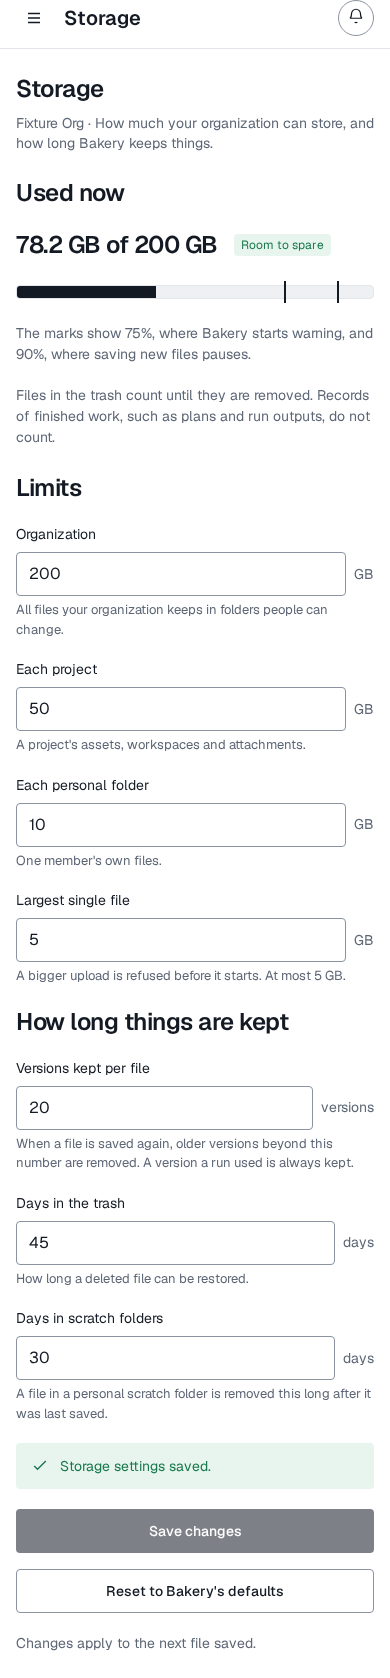 Storage
Storage
Fixture Org · How much your organization can store, and
how long Bakery keeps things.
Used now
78.2 GB of 200 GB
Room to spare
The marks show 75%, where Bakery starts warning, and
90%, where saving new files pauses.
Files in the trash count until they are removed. Records
of finished work, such as plans and run outputs, do not
count.
Limits
Organization
200 GB
All files your organization keeps in folders people can
change.
Each project
50 GB
A project's assets, workspaces and attachments.
Each personal folder
10 GB
One member's own files.
Largest single file
5 GB
A bigger upload is refused before it starts. At most 5 GB.
How long things are kept
Versions kept per file
20 versions
When a file is saved again, older versions beyond this
number are removed. A version a run used is always kept.
Days in the trash
45 days
How long a deleted file can be restored.
Days in scratch folders
30 days
A file in a personal scratch folder is removed this long after it
was last saved.
Storage settings saved.
Save changes
Reset to Bakery's defaults
Changes apply to the next file saved.